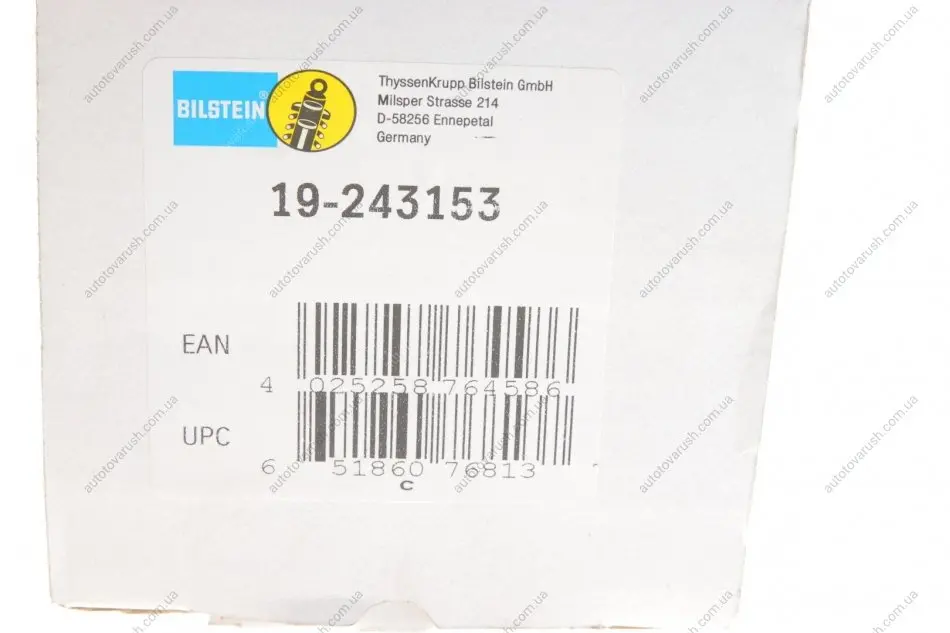 BILSTEIN®
ThyssenKrupp Bilstein GmbH
Milsper Strasse 214
D-58256 Ennepetal
Germany
19-243153
EAN
4 025258 764586
UPC
6 51860 76813
C
autotovarush.com.ua